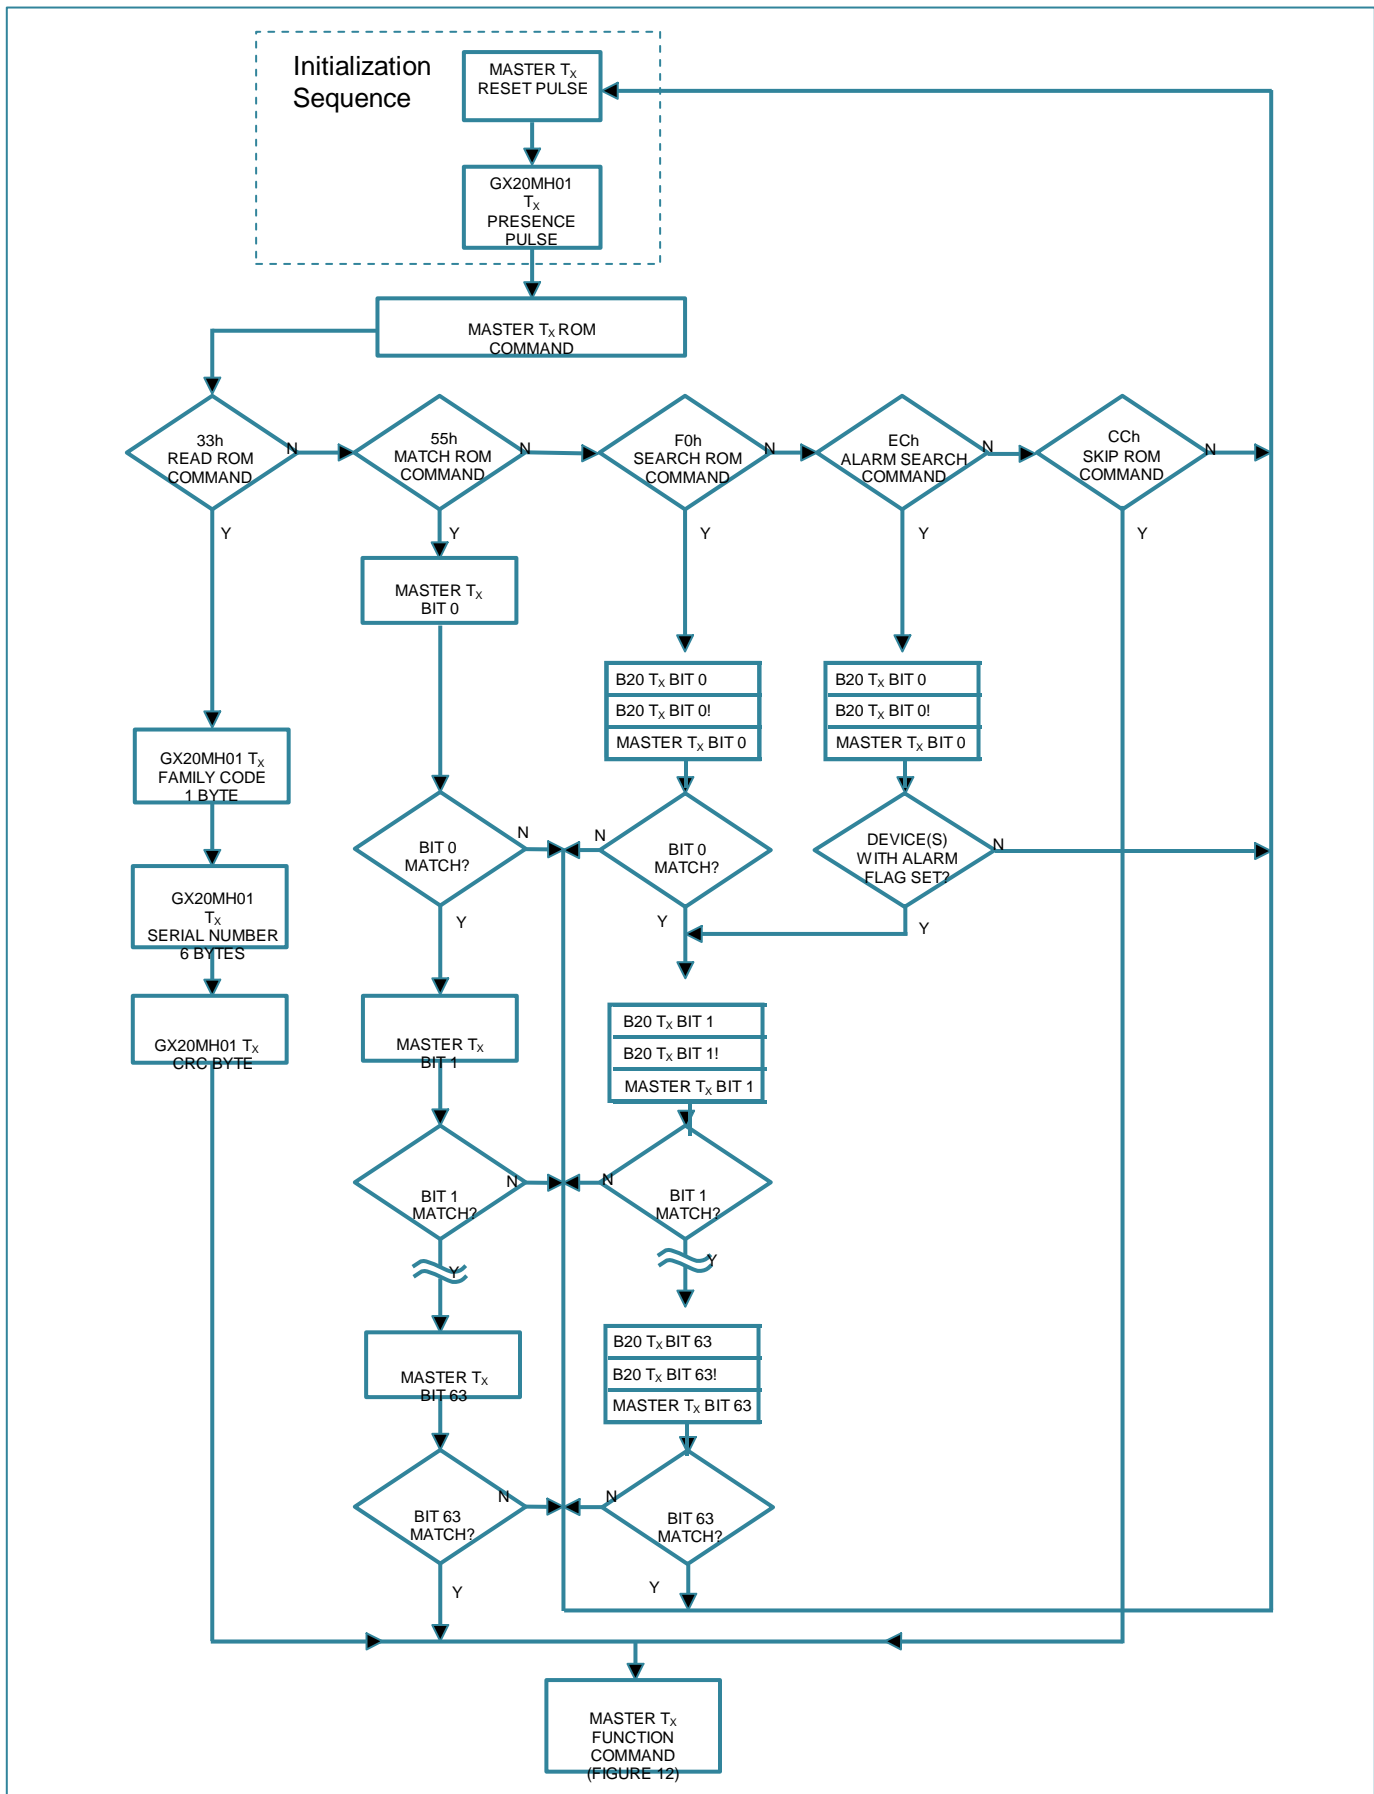 Initialization
Sequence
MASTER TX
RESET PULSE
GX20MH01
TX
PRESENCE
PULSE
MASTER TX ROM
COMMAND
33h
READ ROM
COMMAND
N
Y
55h
MATCH ROM
COMMAND
N
Y
F0h
SEARCH ROM
COMMAND
N
Y
ECh
ALARM SEARCH
COMMAND
N
Y
CCh
SKIP ROM
COMMAND
N
Y
MASTER TX
BIT 0
B20 TX BIT 0
B20 TX BIT 0!
MASTER TX BIT 0
B20 TX BIT 0
B20 TX BIT 0!
MASTER TX BIT 0
GX20MH01 TX
FAMILY CODE
1 BYTE
BIT 0
MATCH?
N
Y
BIT 0
MATCH?
N
Y
DEVICE(S)
WITH ALARM
FLAG SET?
N
Y
GX20MH01
TX
SERIAL NUMBER
6 BYTES
GX20MH01 TX
CRC BYTE
MASTER TX
BIT 1
B20 TX BIT 1
B20 TX BIT 1!
MASTER TX BIT 1
BIT 1
MATCH?
N
Y
BIT 1
MATCH?
N
Y
MASTER TX
BIT 63
B20 TX BIT 63
B20 TX BIT 63!
MASTER TX BIT 63
BIT 63
MATCH?
N
Y
BIT 63
MATCH?
N
Y
MASTER TX
FUNCTION
COMMAND
(FIGURE 12)